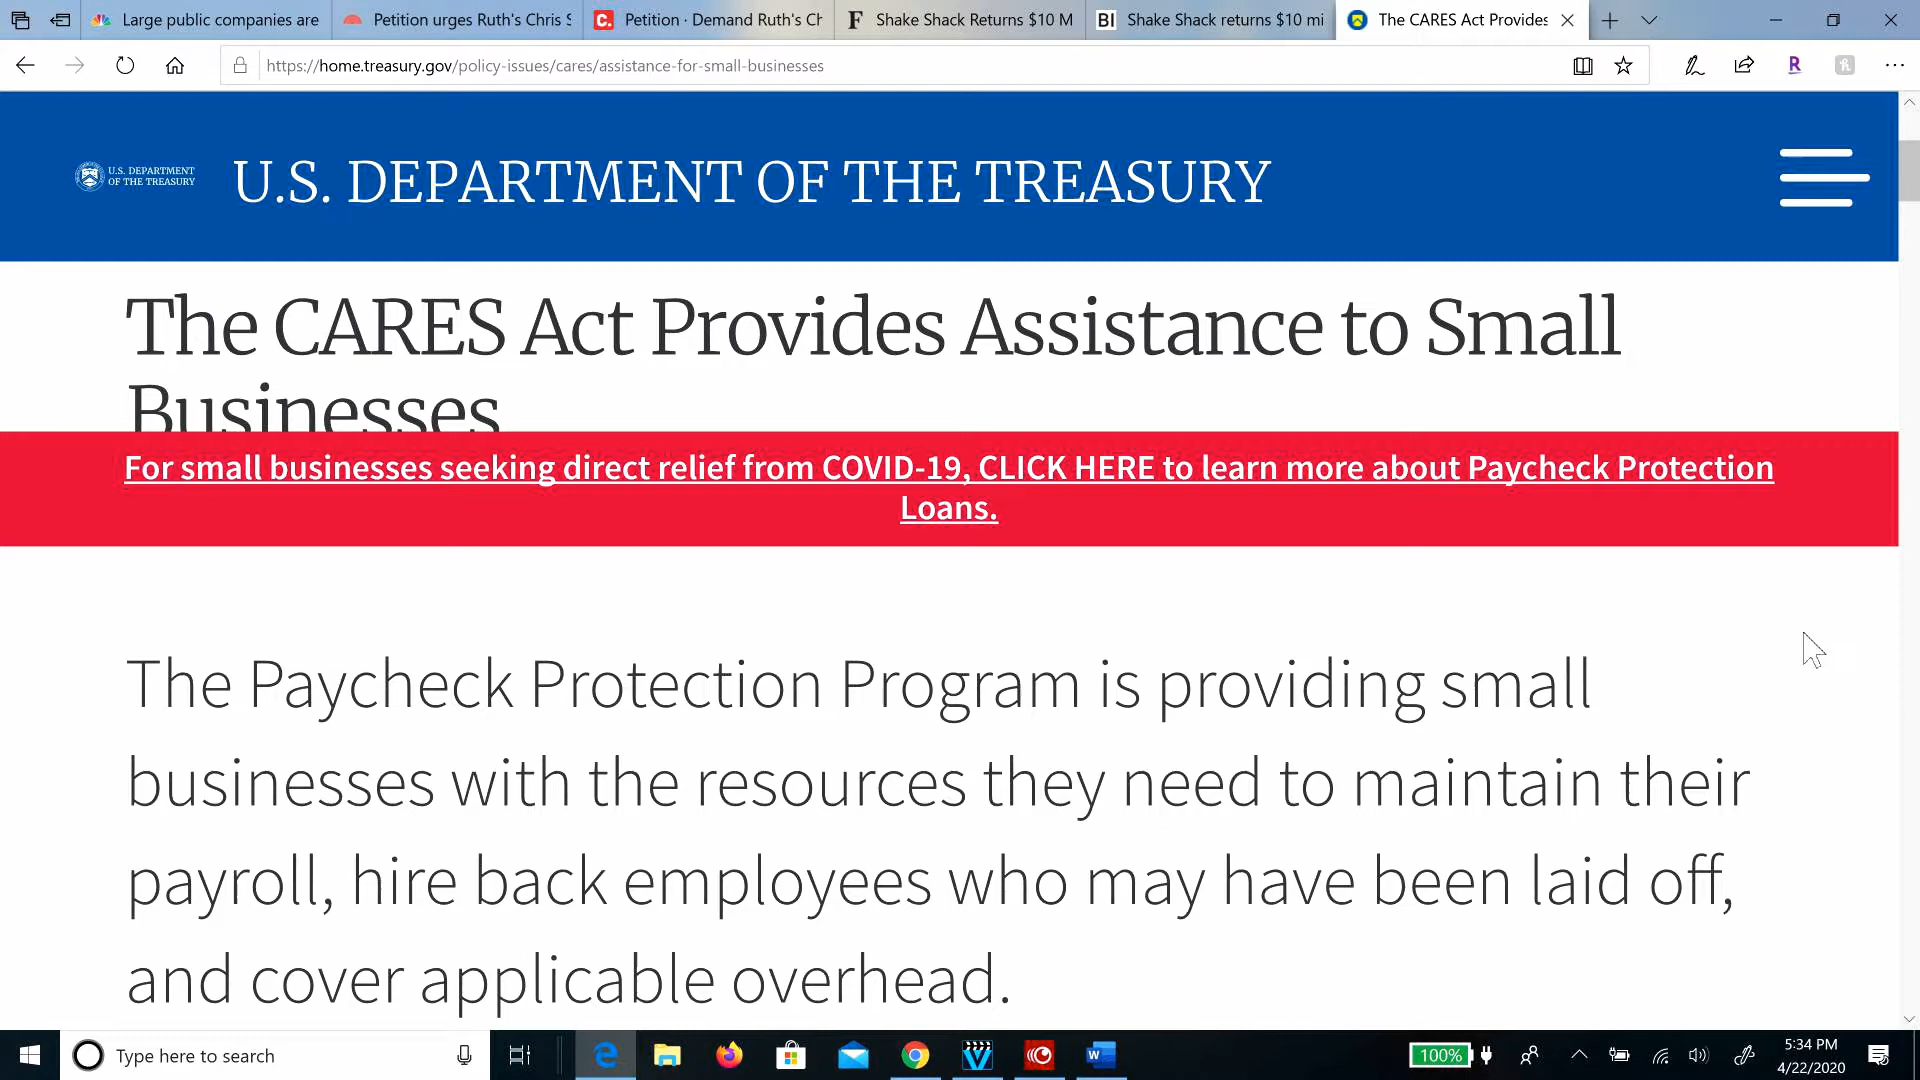 Large public companies are
Petition urges Ruth's Chris S
Petition · Demand Ruth's Ch
Shake Shack Returns $10 M
BI Shake Shack returns $10 mi
The CARES Act Provides
https://home.treasury.gov/policy-issues/cares/assistance-for-small-businesses
U.S. DEPARTMENT
OF THE TREASURY
U.S. DEPARTMENT OF THE TREASURY
The CARES Act Provides Assistance to Small
Businesses
For small businesses seeking direct relief from COVID-19, CLICK HERE to learn more about Paycheck Protection
Loans.
The Paycheck Protection Program is providing small
businesses with the resources they need to maintain their
payroll, hire back employees who may have been laid off,
and cover applicable overhead.
Type here to search
100%
5:34 PM
4/22/2020